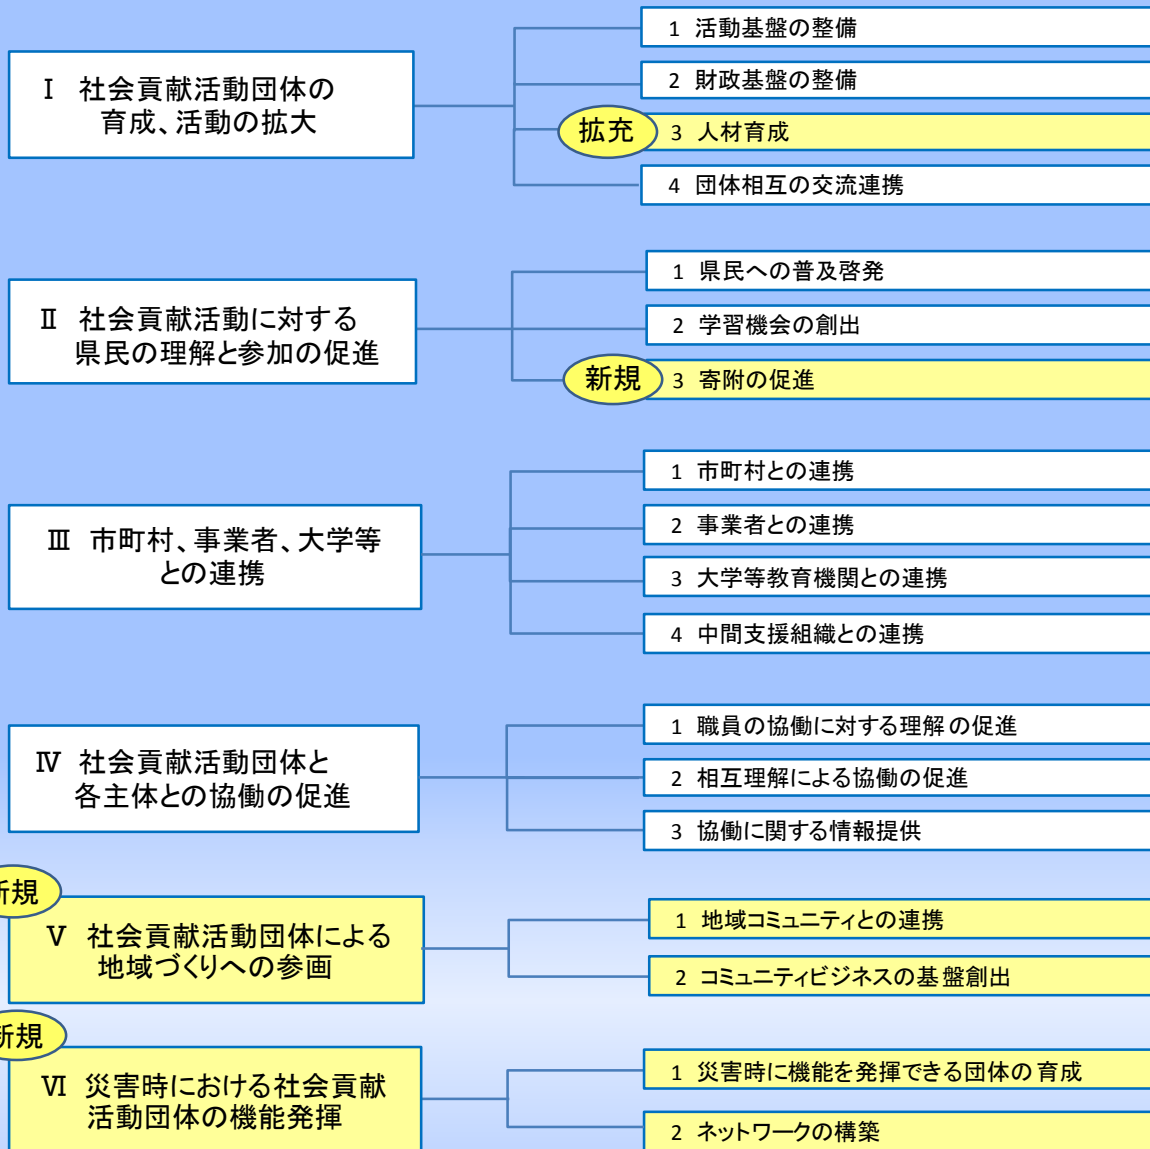 Ⅰ 社会貢献活動団体の
育成、活動の拡大
1 活動基盤の整備
2 財政基盤の整備
拡充
3 人材育成
4 団体相互の交流連携
Ⅱ 社会貢献活動に対する
県民の理解と参加の促進
1 県民への普及啓発
2 学習機会の創出
新規
3 寄附の促進
Ⅲ 市町村、事業者、大学等
との連携
1 市町村との連携
2 事業者との連携
3 大学等教育機関との連携
4 中間支援組織との連携
Ⅳ 社会貢献活動団体と
各主体との協働の促進
1 職員の協働に対する理解の促進
2 相互理解による協働の促進
3 協働に関する情報提供
新規
Ⅴ 社会貢献活動団体による
地域づくりへの参画
1 地域コミュニティとの連携
2 コミュニティビジネスの基盤創出
新規
Ⅵ 災害時における社会貢献
活動団体の機能発揮
1 災害時に機能を発揮できる団体の育成
2 ネットワークの構築